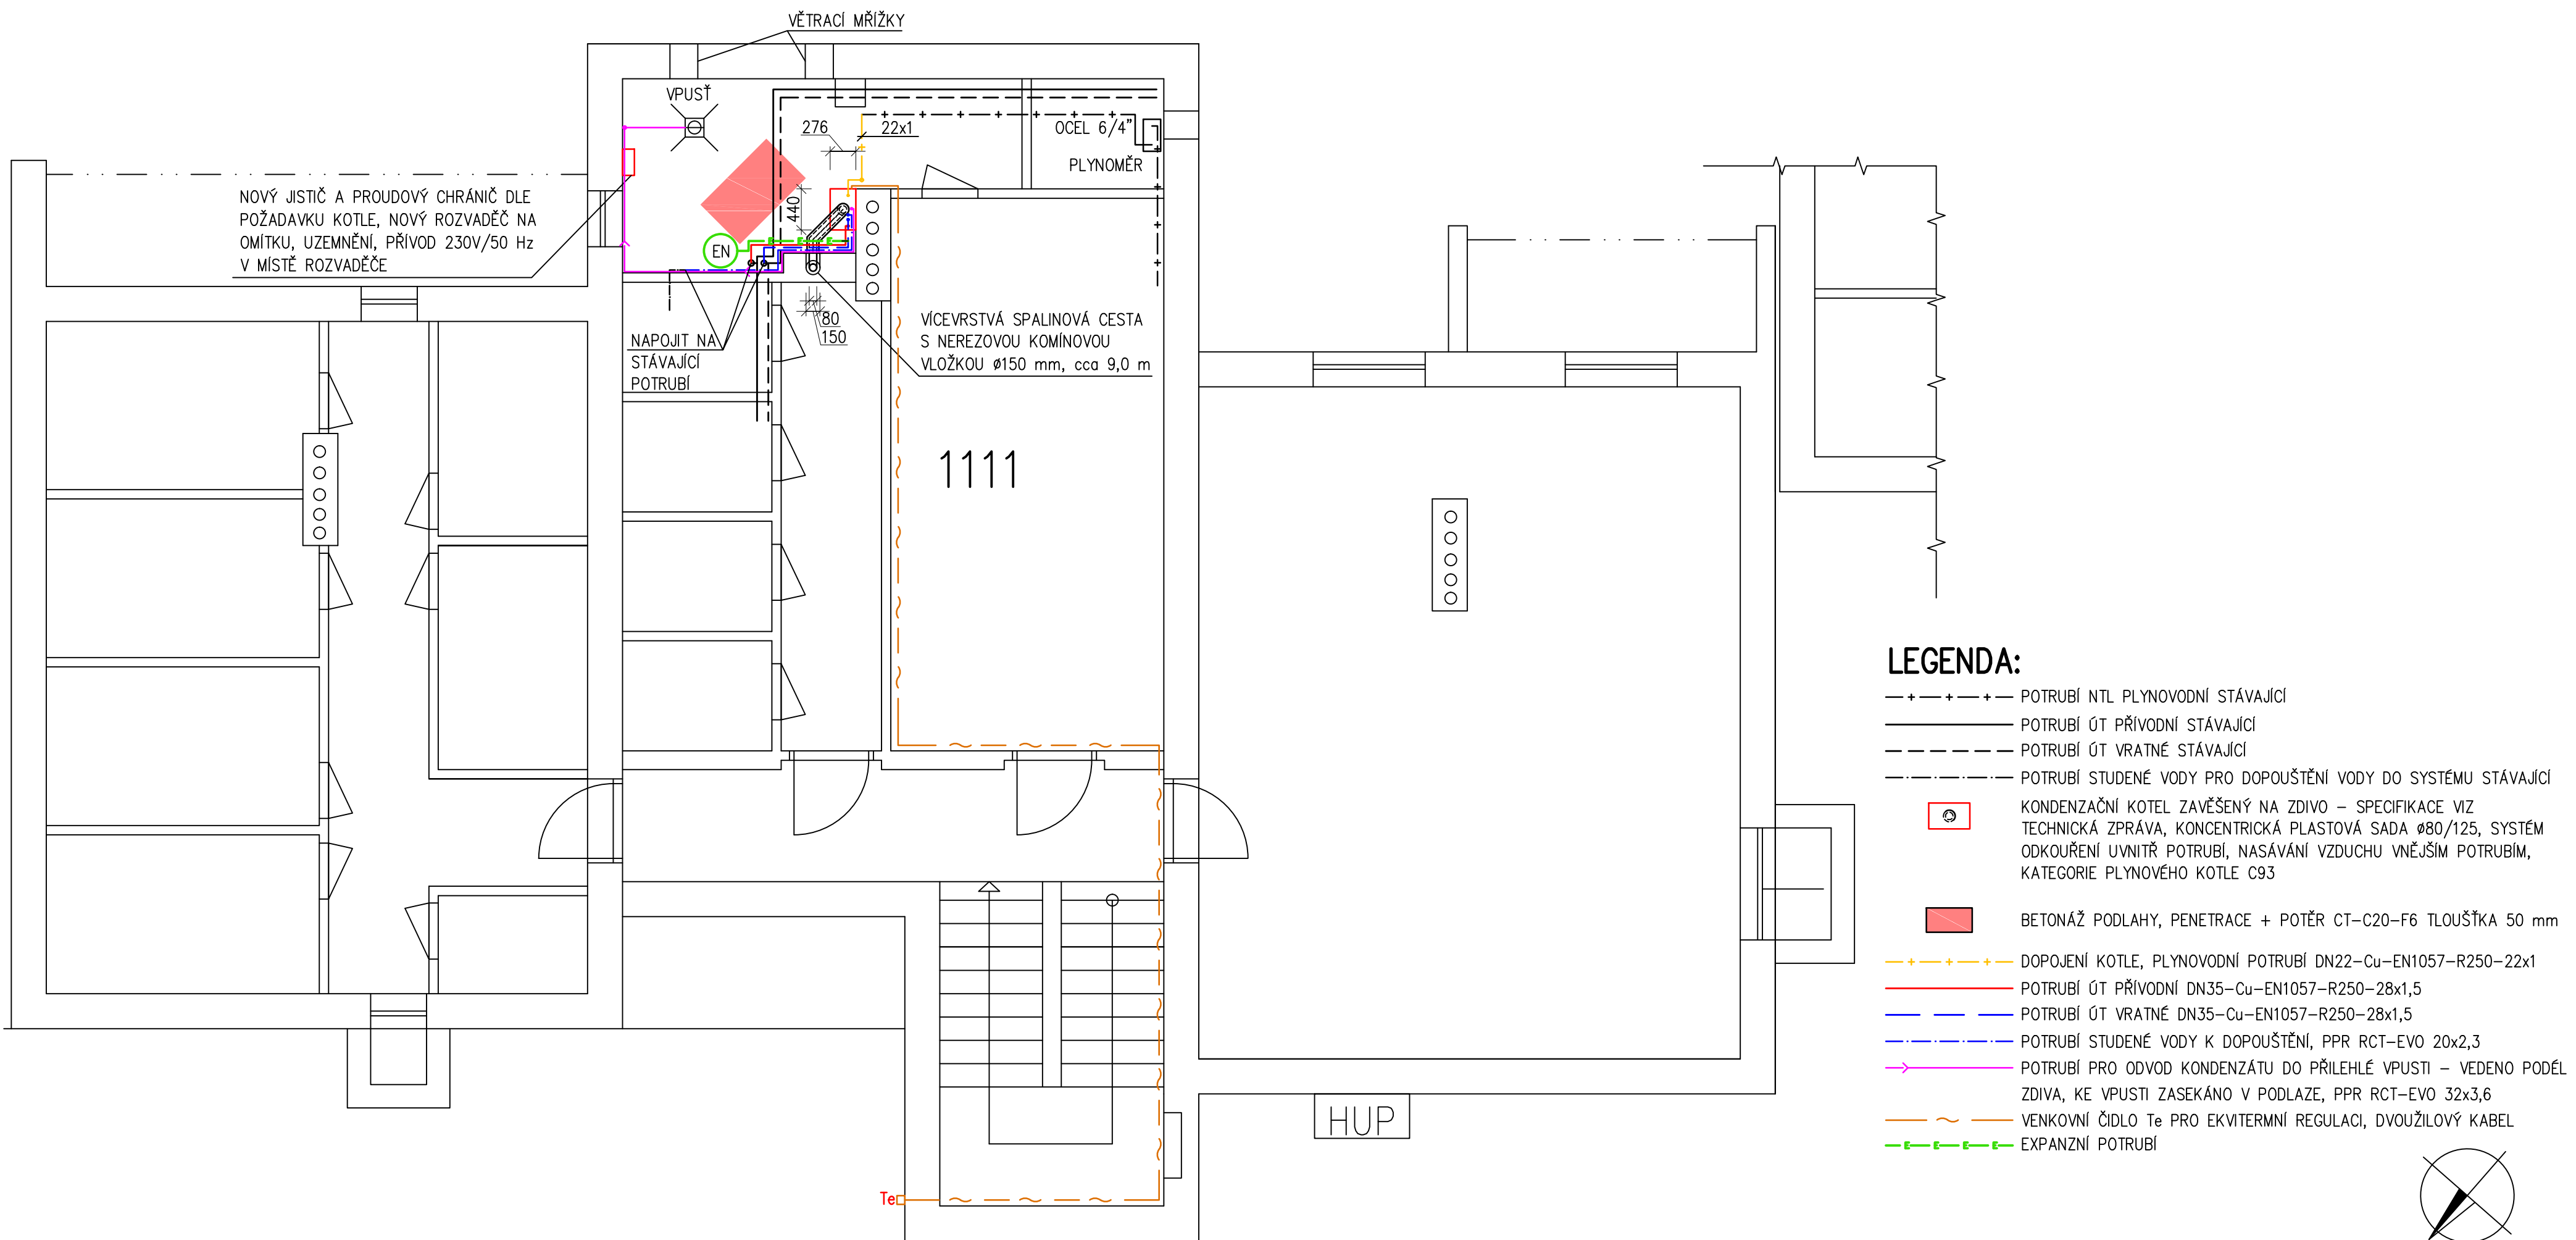 VĚTRACÍ MŘÍŽKY
VPUSŤ
276
22x1
OCEL 6/4"
PLYNOMĚR
440
NOVÝ JISTIČ A PROUDOVÝ CHRÁNIČ DLE
POŽADAVKU KOTLE, NOVÝ ROZVADĚČ NA
OMÍTKU, UZEMNĚNÍ, PŘÍVOD 230V/50 Hz
V MÍSTĚ ROZVADĚČE
EN
80
150
NAPOJIT NA
STÁVAJÍCÍ
POTRUBÍ
VÍCEVRSTVÁ SPALINOVÁ CESTA
S NEREZOVOU KOMÍNOVOU
VLOŽKOU ø150 mm, cca 9,0 m
1111
HUP
Te
LEGENDA:
POTRUBÍ NTL PLYNOVODNÍ STÁVAJÍCÍ
POTRUBÍ ÚT PŘÍVODNÍ STÁVAJÍCÍ
POTRUBÍ ÚT VRATNÉ STÁVAJÍCÍ
POTRUBÍ STUDENÉ VODY PRO DOPOUŠTĚNÍ VODY DO SYSTÉMU STÁVAJÍCÍ
KONDENZAČNÍ KOTEL ZAVĚŠENÝ NA ZDIVO – SPECIFIKACE VIZ
TECHNICKÁ ZPRÁVA, KONCENTRICKÁ PLASTOVÁ SADA ø80/125, SYSTÉM
ODKOUŘENÍ UVNITŘ POTRUBÍ, NASÁVÁNÍ VZDUCHU VNĚJŠÍM POTRUBÍM,
KATEGORIE PLYNOVÉHO KOTLE C93
BETONÁŽ PODLAHY, PENETRACE + POTĚR CT–C20–F6 TLOUŠŤKA 50 mm
DOPOJENÍ KOTLE, PLYNOVODNÍ POTRUBÍ DN22–Cu–EN1057–R250–22x1
POTRUBÍ ÚT PŘÍVODNÍ DN35–Cu–EN1057–R250–28x1,5
POTRUBÍ ÚT VRATNÉ DN35–Cu–EN1057–R250–28x1,5
POTRUBÍ STUDENÉ VODY K DOPOUŠTĚNÍ, PPR RCT–EVO 20x2,3
POTRUBÍ PRO ODVOD KONDENZÁTU DO PŘILEHLÉ VPUSTI – VEDENO PODÉL
ZDIVA, KE VPUSTI ZASEKÁNO V PODLAZE, PPR RCT–EVO 32x3,6
VENKOVNÍ ČIDLO Te PRO EKVITERMNÍ REGULACI, DVOUŽILOVÝ KABEL
EXPANZNÍ POTRUBÍ